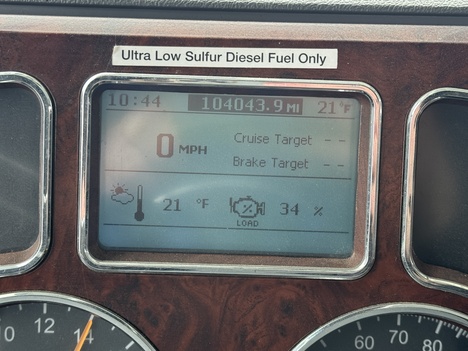 Ultra Low Sulfur Diesel Fuel Only
10:44 104043.9 MI 21°F
0 MPH Cruise Target --
Brake Target --
21 °F % LOAD 34 %
10 12 14
60 70 80